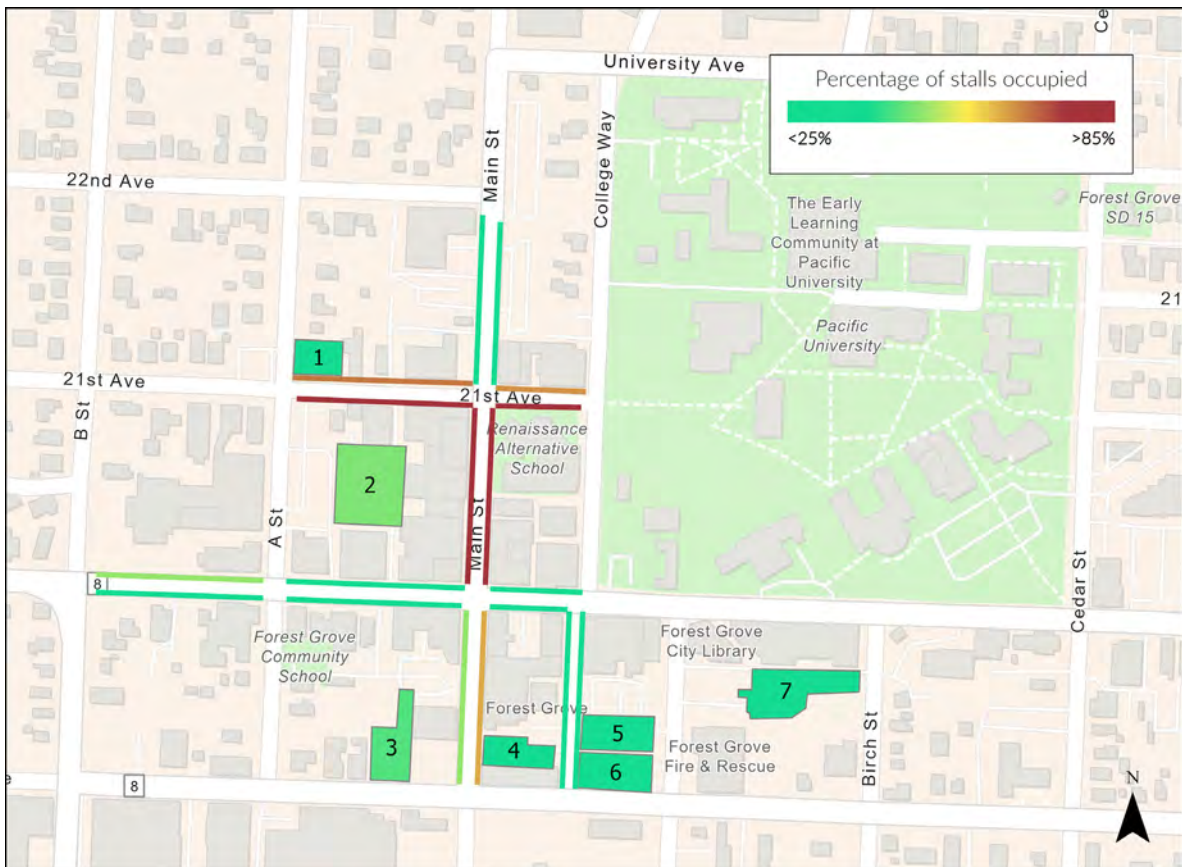 University Ave
Percentage of stalls occupied
<25%
>85%
Ce
22nd Ave
Main St
College Way
The Early
Learning
Community at
Pacific
University
Forest Grove
SD 15
21
Pacific
University
1
21st Ave
21st Ave
B St
Renaissance
Alternative
School
2
A St
Main St
8
Cedar St
Forest Grove
Community
School
Forest Grove
City Library
7
Forest Grove
3
4
5
6
Forest Grove
Fire & Rescue
Birch St
8
e
N